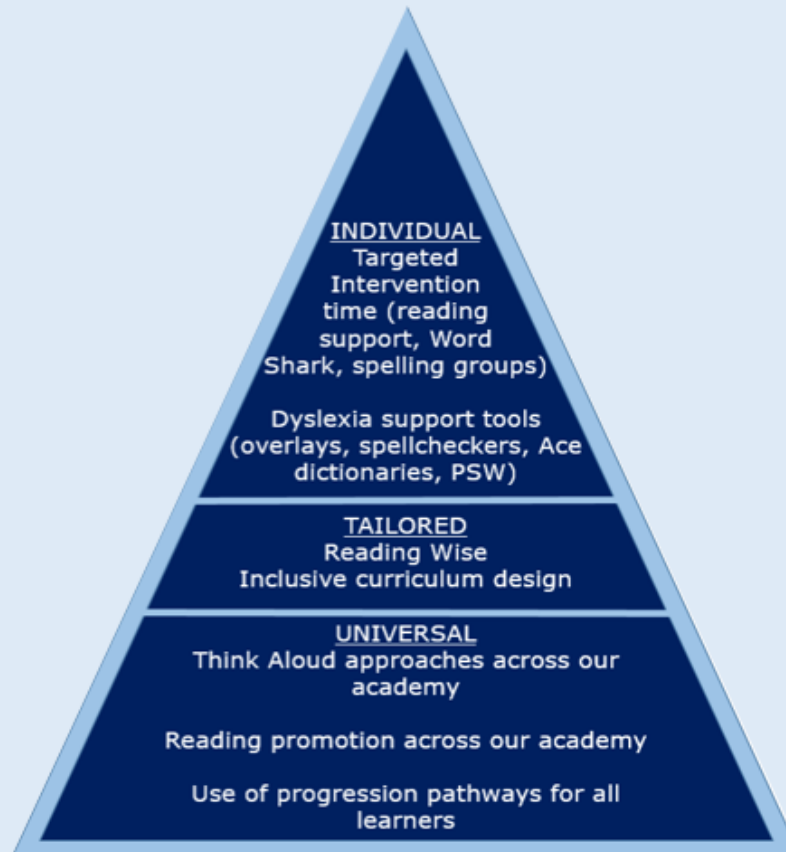 INDIVIDUAL
Targeted
Intervention
time (reading
support, Word
Shark, spelling groups)
Dyslexia support tools
(overlays, spellcheckers, Ace
dictionaries, PSW)
TAILORED
Reading Wise
Inclusive curriculum design
UNIVERSAL
Think Aloud approaches across our
academy
Reading promotion across our academy
Use of progression pathways for all
learners